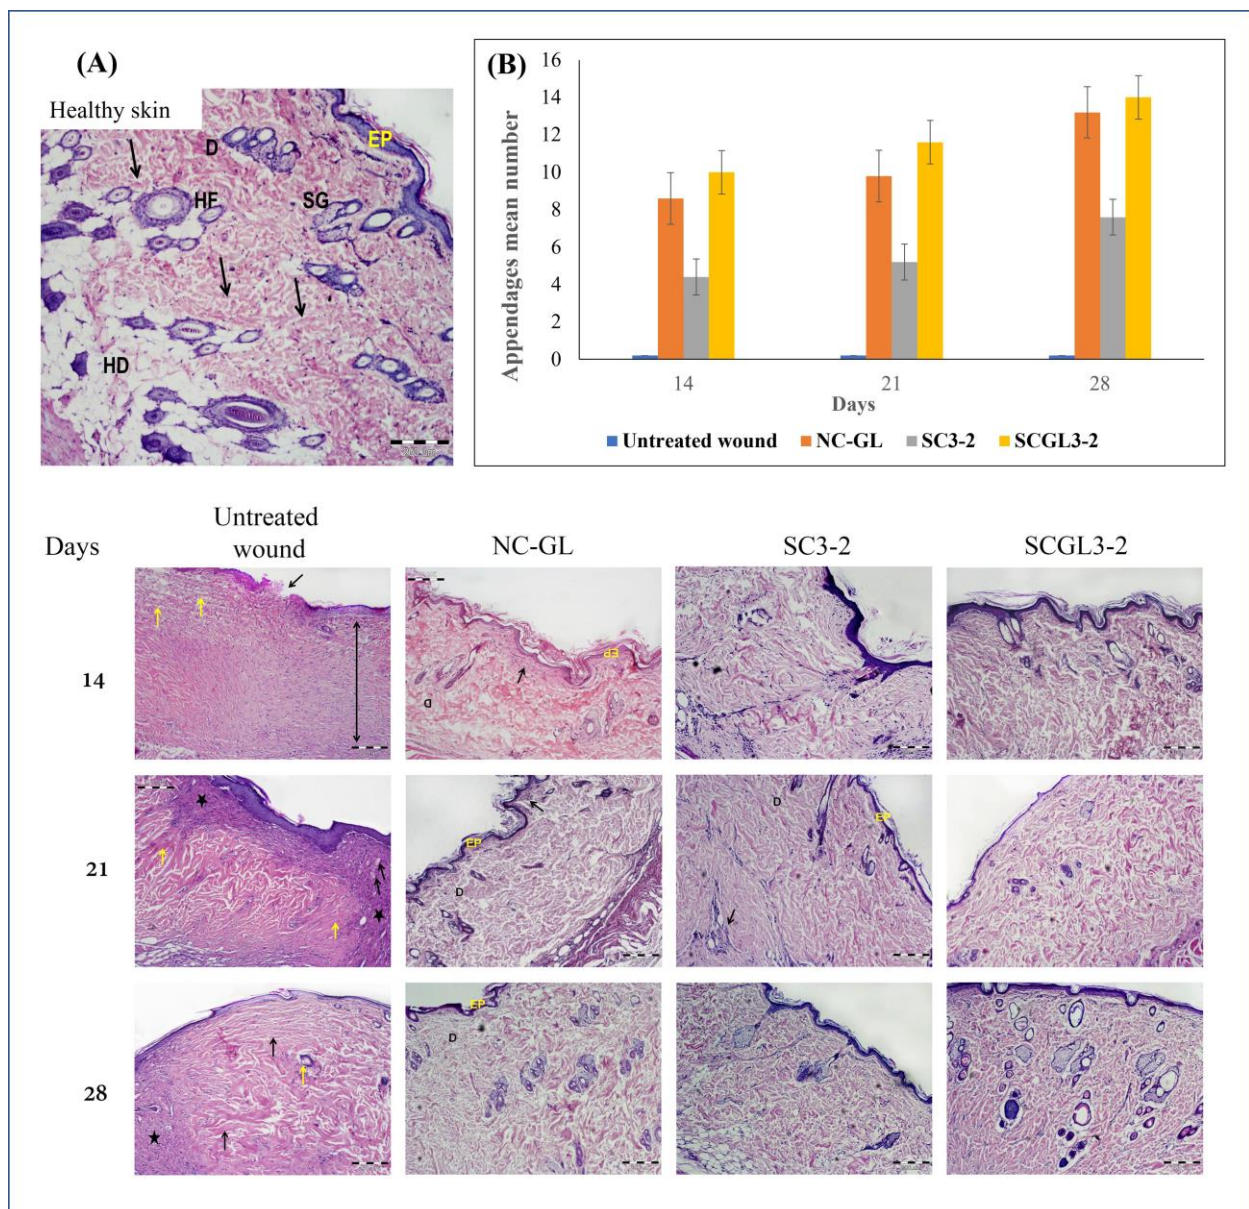 (A)
Healthy skin
EP
D
HF
SG
HD
(B)
Appendages mean number
16
14
12
10
8
6
4
2
0
14
21
28
Days
Untreated wound
NC-GL
SC3-2
SCGL3-2
Days
Untreated
wound
NC-GL
SC3-2
SCGL3-2
14
EP
D
21
EP
D
D
EP
28
EP
D